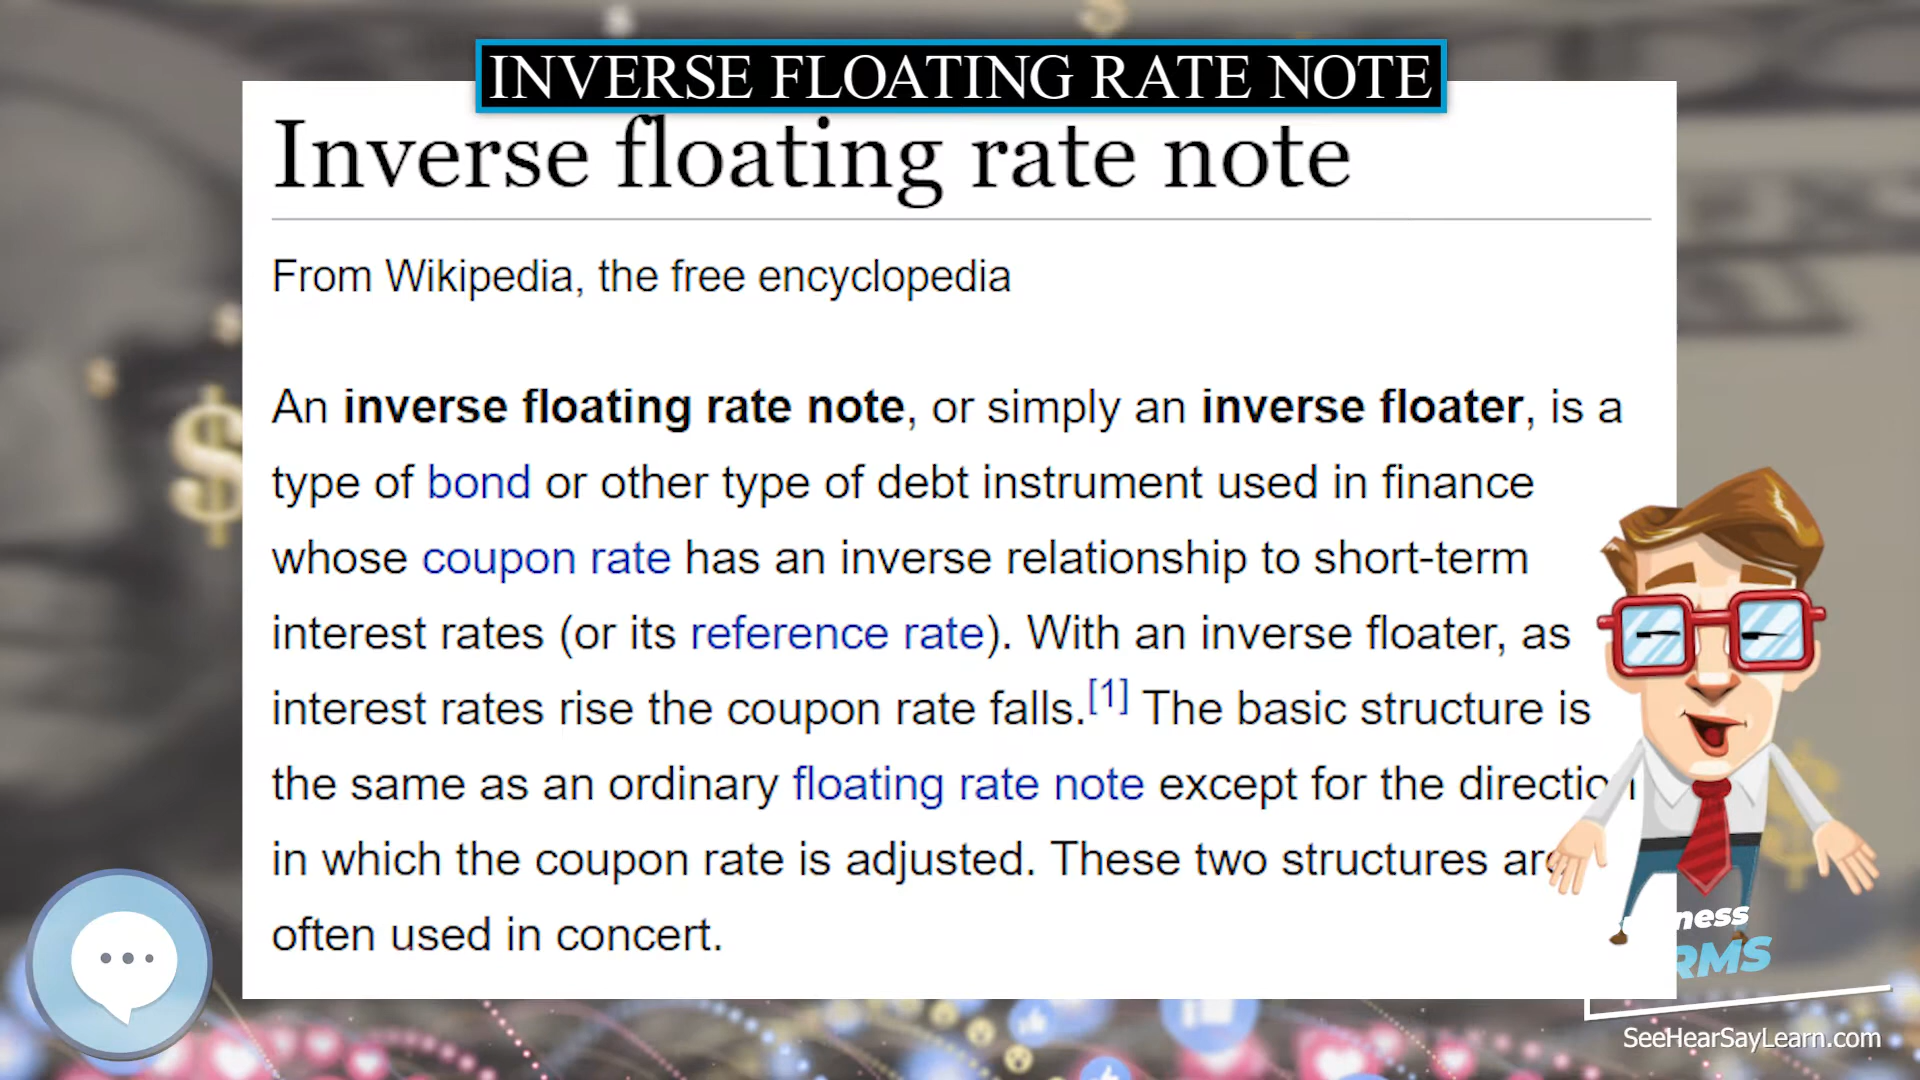 INVERSE FLOATING RATE NOTE
Inverse floating rate note
From Wikipedia, the free encyclopedia
An inverse floating rate note, or simply an inverse floater, is a
type of bond or other type of debt instrument used in finance
whose coupon rate has an inverse relationship to short-term
interest rates (or its reference rate). With an inverse floater, as
interest rates rise the coupon rate falls.[1] The basic structure is
the same as an ordinary floating rate note except for the direction
in which the coupon rate is adjusted. These two structures are
often used in concert.
SeeHearSayLearn.com